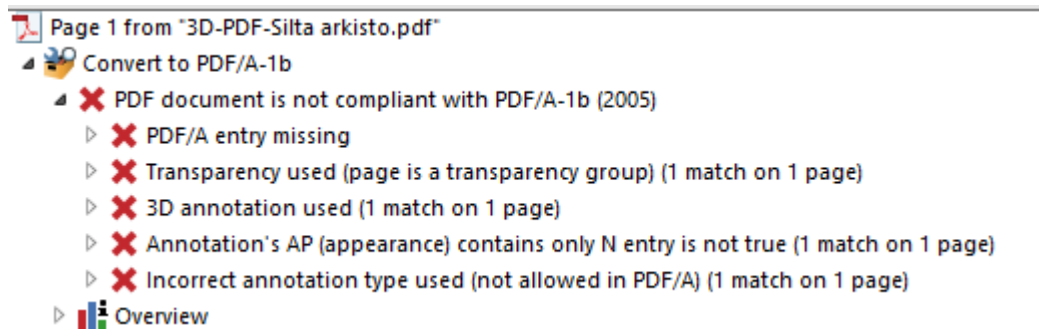 Page 1 from "3D-PDF-Silta arkisto.pdf"
Convert to PDF/A-1b
PDF document is not compliant with PDF/A-1b (2005)
PDF/A entry missing
Transparency used (page is a transparency group) (1 match on 1 page)
3D annotation used (1 match on 1 page)
Annotation's AP (appearance) contains only N entry is not true (1 match on 1 page)
Incorrect annotation type used (not allowed in PDF/A) (1 match on 1 page)
Overview